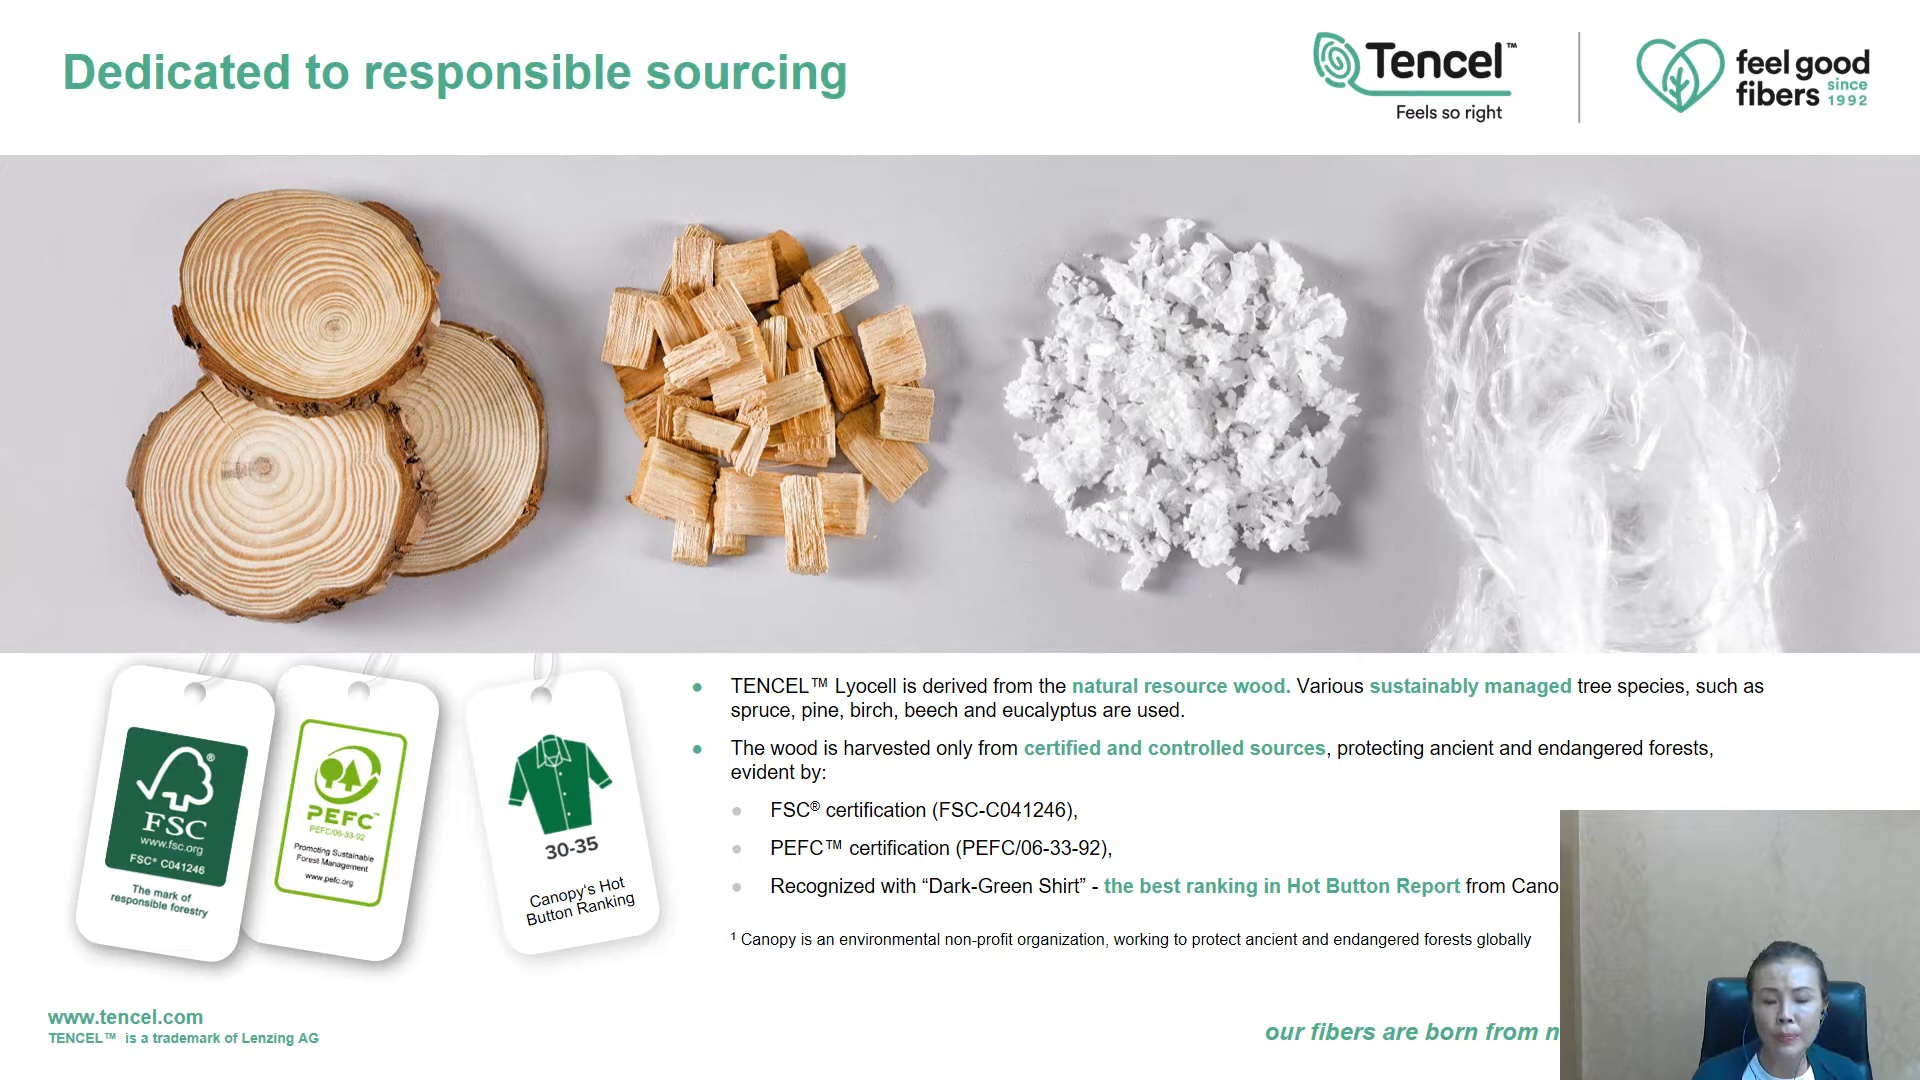 Dedicated to responsible sourcing
Tencel™
Feels so right
feel good
fibers since
1992
FSC®
www.fsc.org
FSC® C041246
The mark of
responsible forestry
PEFC™
PEFC/06-33-92
Promoting Sustainable
Forest Management
www.pefc.org
30-35
Canopy's Hot
Button Ranking
● TENCEL™ Lyocell is derived from the natural resource wood. Various sustainably managed tree species, such as
spruce, pine, birch, beech and eucalyptus are used.
● The wood is harvested only from certified and controlled sources, protecting ancient and endangered forests,
evident by:
● FSC® certification (FSC-C041246),
● PEFC™ certification (PEFC/06-33-92),
● Recognized with “Dark-Green Shirt” - the best ranking in Hot Button Report from Cano
¹ Canopy is an environmental non-profit organization, working to protect ancient and endangered forests globally
www.tencel.com
TENCEL™ is a trademark of Lenzing AG
our fibers are born from n